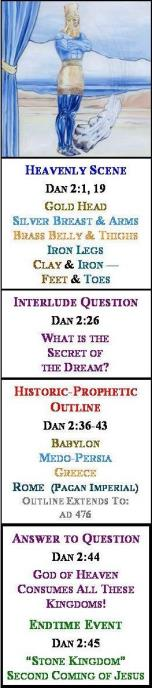 HEAVENLY SCENE
DAN 2:1, 19
GOLD HEAD
SILVER BREAST & ARMS
BRASS BELLY & THIGHS
IRON LEGS
CLAY & IRON —
FEET & TOES
INTERLUDE QUESTION
DAN 2:26
WHAT IS THE
SECRET OF
THE DREAM?
HISTORIC-PROPHETIC
OUTLINE
DAN 2:36-43
BABYLON
MEDO-PERSIA
GREECE
ROME (PAGAN IMPERIAL)
OUTLINE EXTENDS TO:
AD 476
ANSWER TO QUESTION
DAN 2:44
GOD OF HEAVEN
CONSUMES ALL THESE
KINGDOMS!
ENDTIME EVENT
DAN 2:45
“STONE KINGDOM”
SECOND COMING OF JESUS